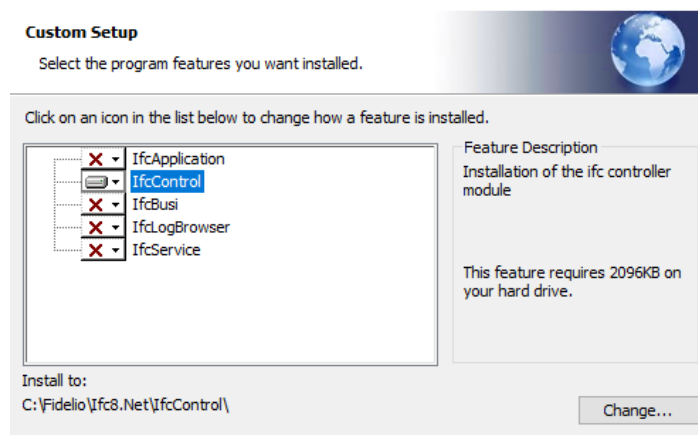 Custom Setup
Select the program features you want installed.
Click on an icon in the list below to change how a feature is installed.
IfcApplication
IfcControl
IfcBusi
IfcLogBrowser
IfcService
Feature Description
Installation of the ifc controller
module
This feature requires 2096KB on
your hard drive.
Install to:
C:\Fidelio\Ifc8.Net\IfcControl\
Change...